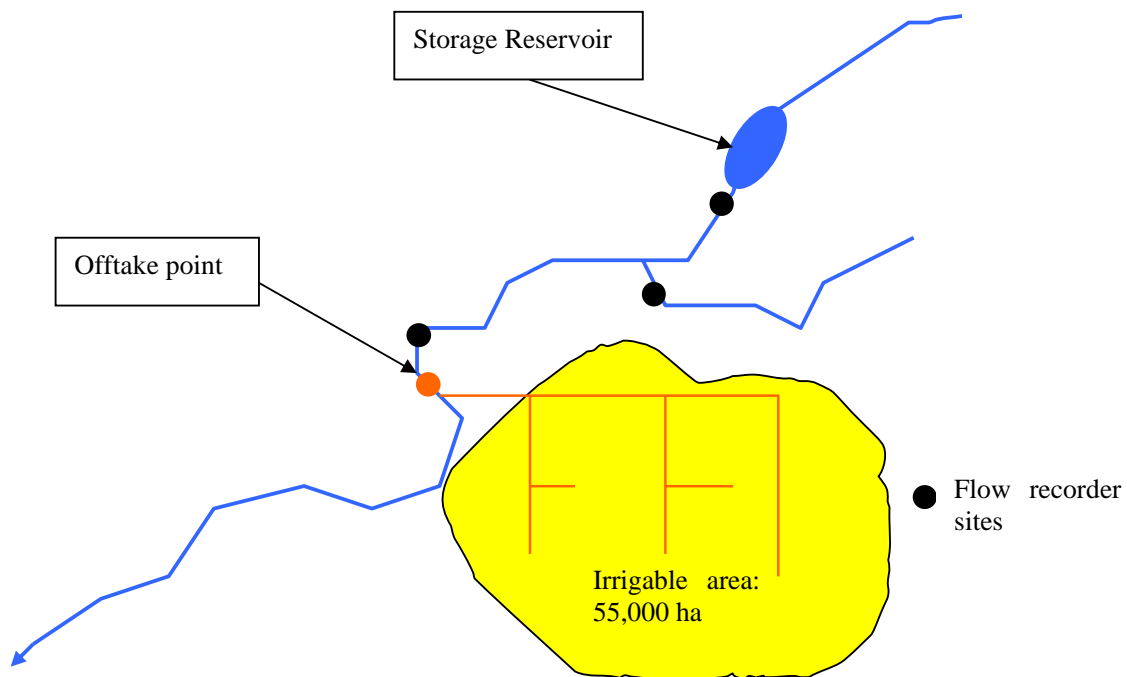 Storage Reservoir
Offtake point
Flow recorder
sites
Irrigable area:
55,000 ha